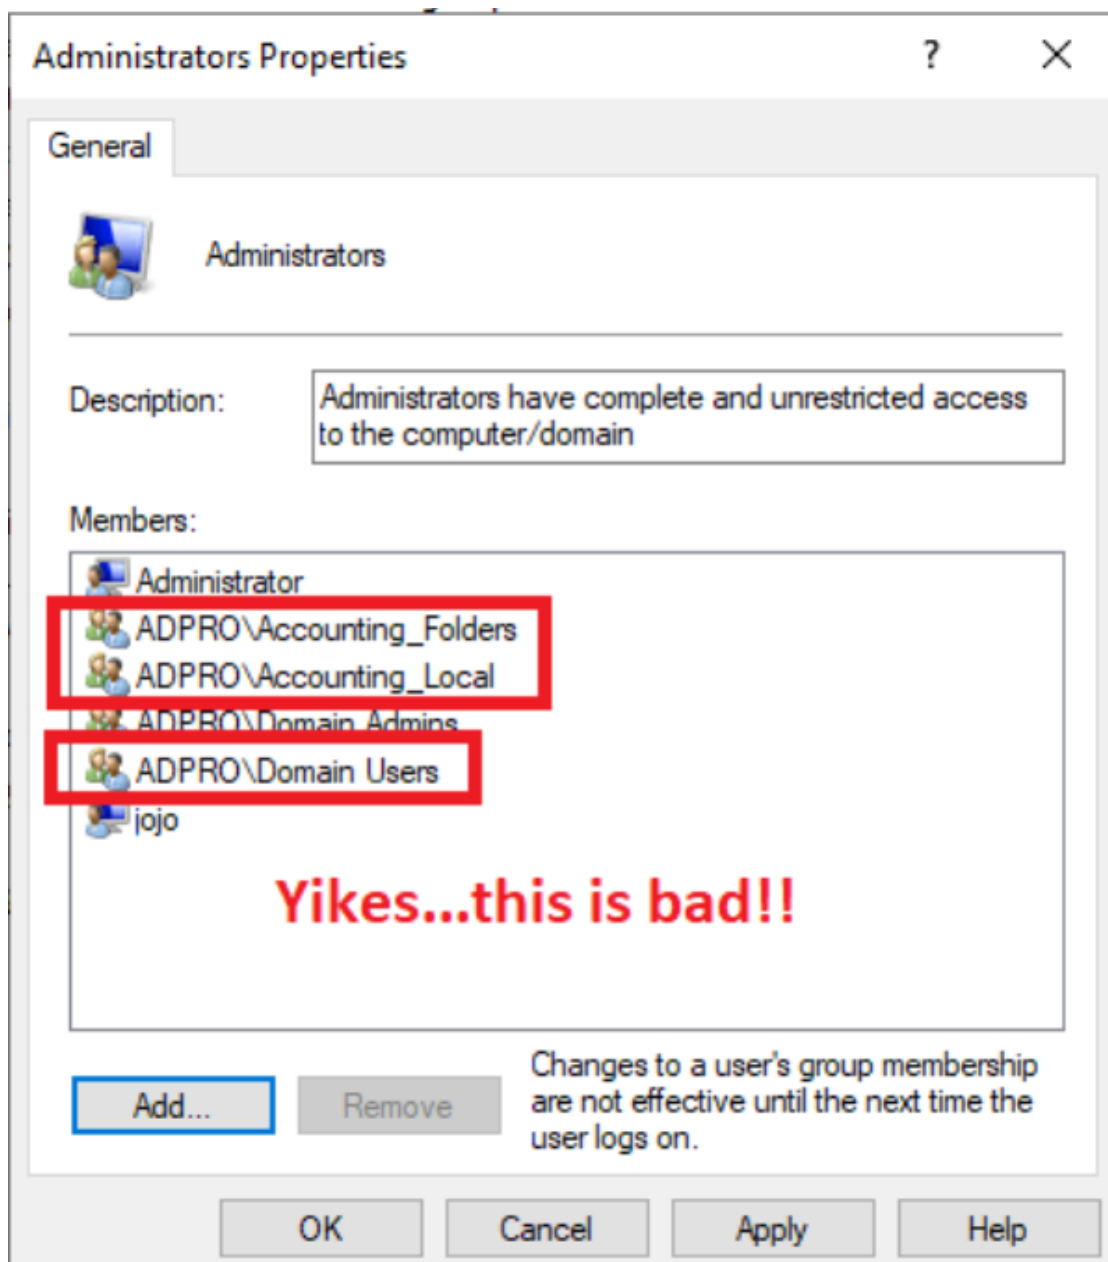 Administrators Properties
?
General
Administrators
Description:
Administrators have complete and unrestricted access
to the computer/domain
Members:
Administrator
ADPRO\Accounting_Folders
ADPRO\Accounting_Local
ADPRO\Domain Admins
ADPRO\Domain Users
jojo
Yikes...this is bad!!
Add...
Remove
Changes to a user's group membership
are not effective until the next time the
user logs on.
OK
Cancel
Apply
Help